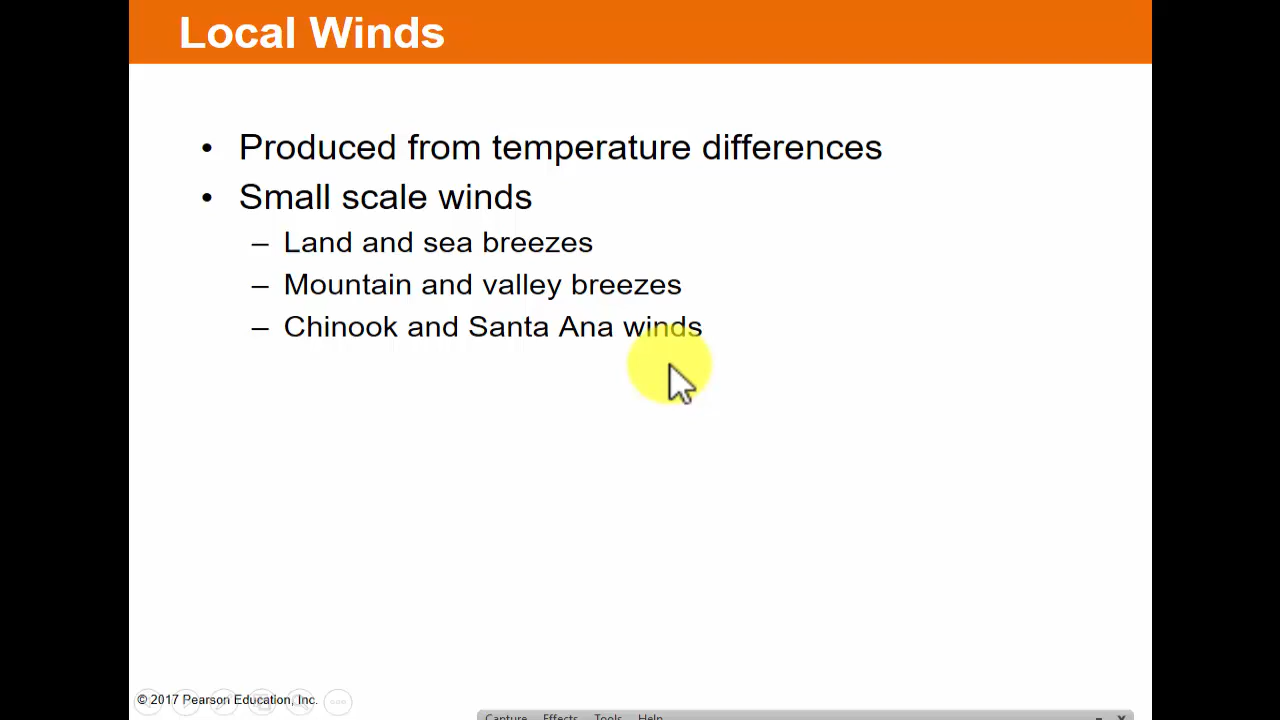 Local Winds
• Produced from temperature differences
• Small scale winds
– Land and sea breezes
– Mountain and valley breezes
– Chinook and Santa Ana winds
© 2017 Pearson Education, Inc.
Capture Effects Tools Help